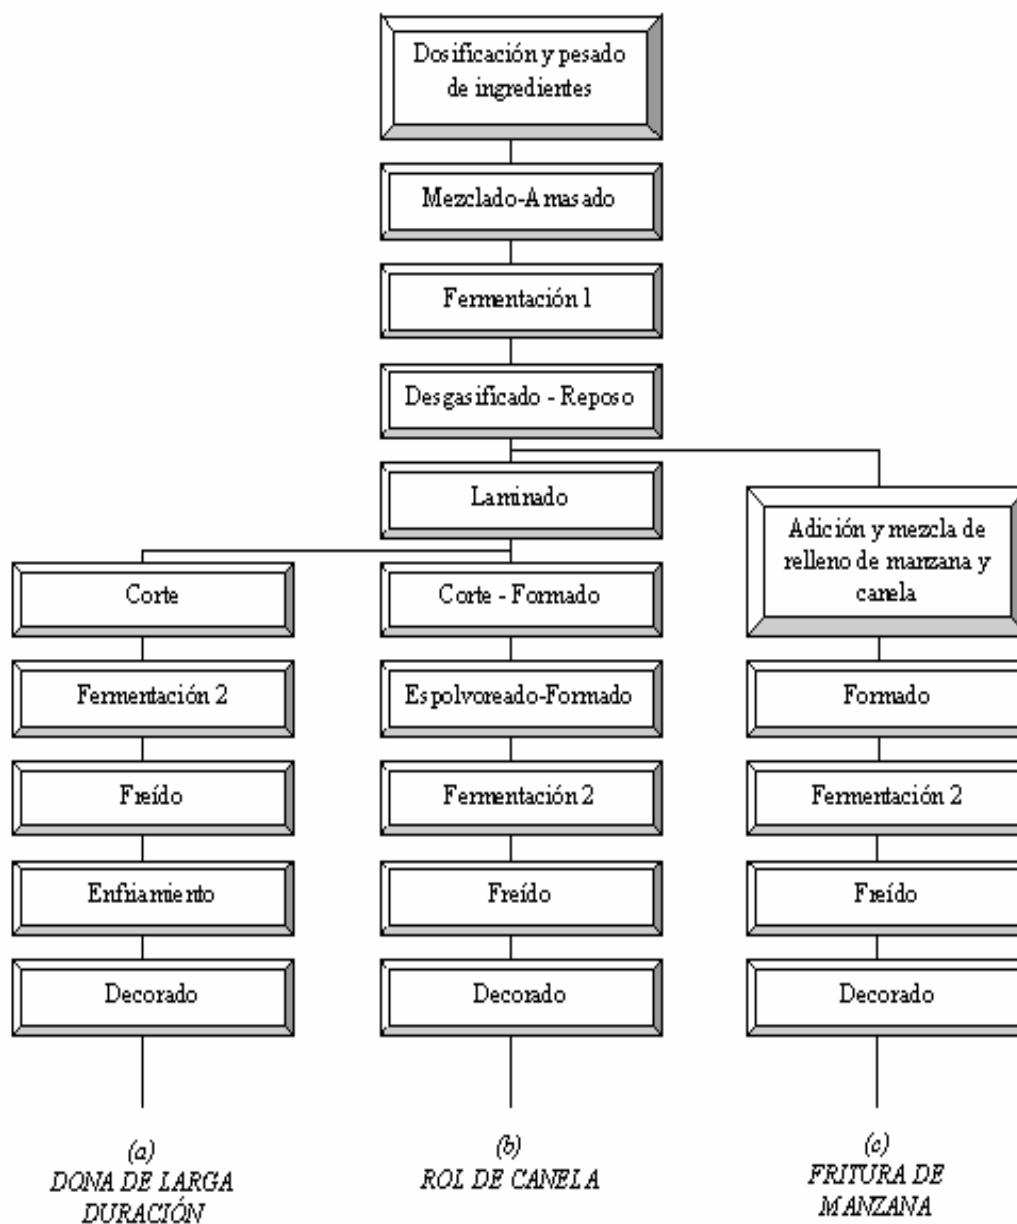 Dosificación y pesado
de ingredientes
Mezclado-Amasado
Fermentación 1
Desgasificado - Reposo
Laminado
Adición y mezcla de
relleno de manzana y
canela
Corte
Corte - Formado
Fermentación 2
Espolvoreado-Formado
Formado
Freído
Fermentación 2
Fermentación 2
Enfriamiento
Freído
Freído
Decorado
Decorado
Decorado
(a)
DONA DE LARGA
DURACIÓN
(b)
ROL DE CANELA
(c)
FRITURA DE
MANZANA